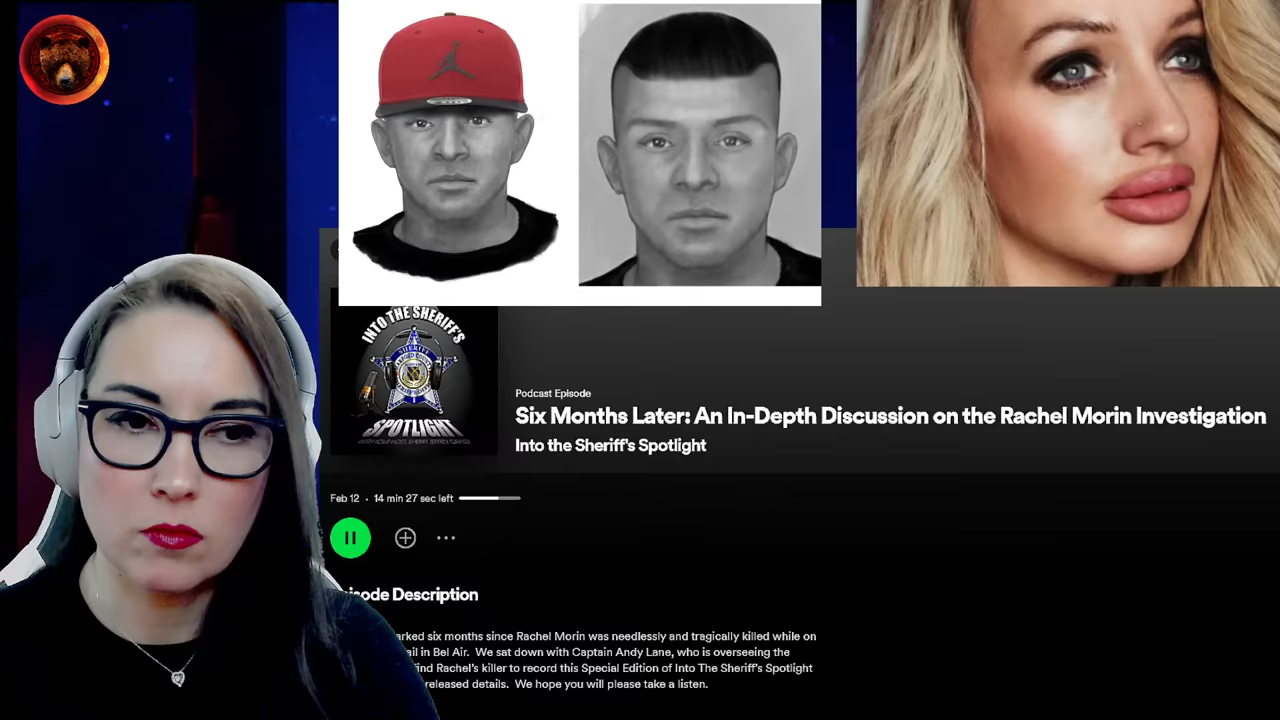 INTO THE SHERIFF'S
SHERIFF
SPOTLIGHT
Podcast Episode
Six Months Later: An In-Depth Discussion on the Rachel Morin Investigation
Into the Sheriff's Spotlight
Feb 12 • 14 min 27 sec left
isode Description
arked six months since Rachel Morin was needlessly and tragically killed while on
ail in Bel Air. We sat down with Captain Andy Lane, who is overseeing the
ind Rachel's killer to record this Special Edition of Into The Sheriff's Spotlight
released details. We hope you will please take a listen.